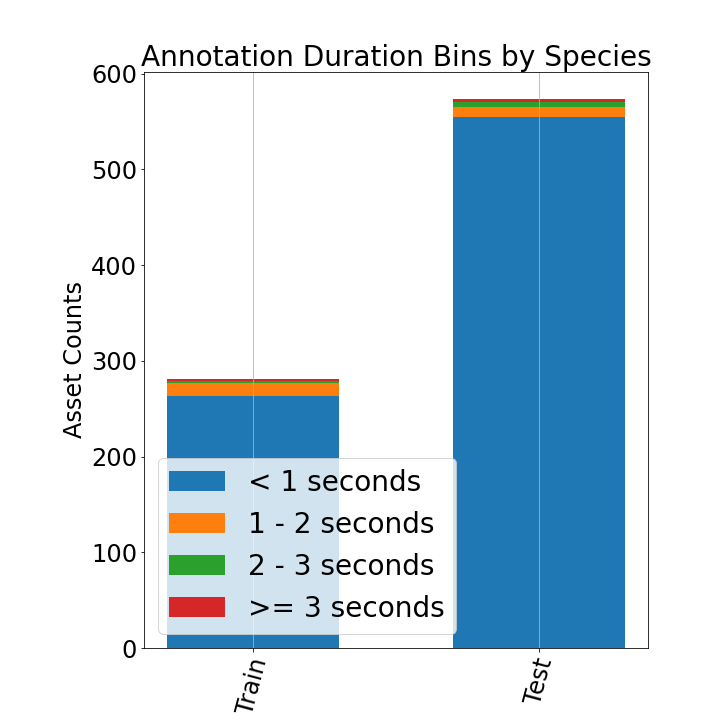 Annotation Duration Bins by Species
Asset Counts
600
500
400
300
200
100
0
< 1 seconds
1 - 2 seconds
2 - 3 seconds
>= 3 seconds
Train
Test